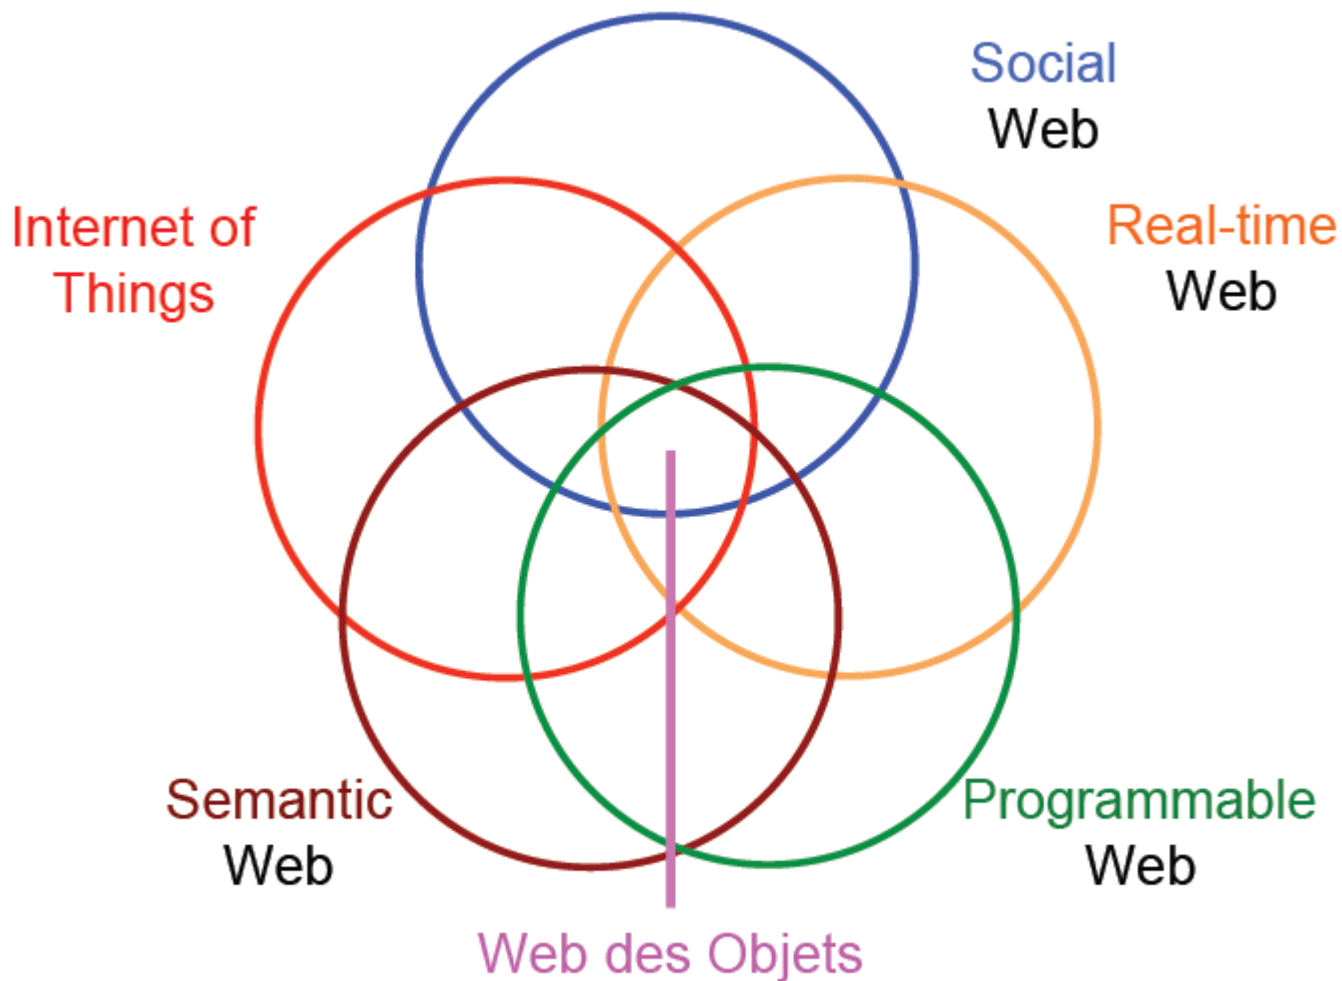 Social
Web
Internet of
Things
Real-time
Web
Semantic
Web
Programmable
Web
Web des Objets